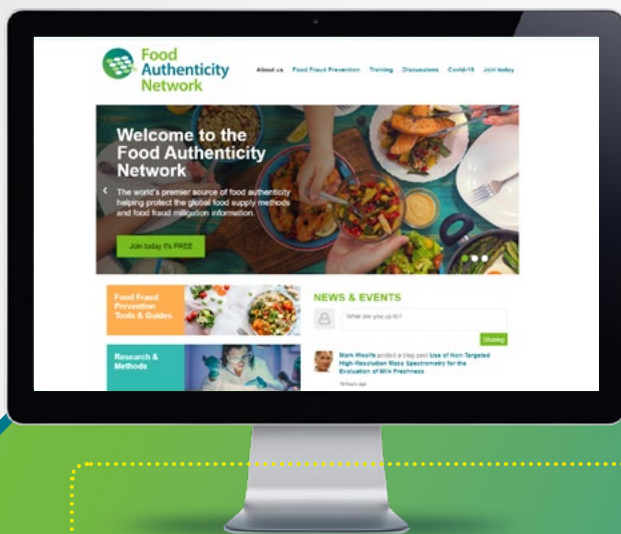 Food
Authenticity
Network
About us Food Fraud Prevention Training Discussions Covid-19 Join today
Welcome to the
Food Authenticity
Network
The world's premier source of food authenticity
helping protect the global food supply methods
and food fraud mitigation information.
Join today it's FREE
Food Fraud
Prevention
Tools & Guides
NEWS & EVENTS
What are you up to?
Sharing
Research &
Methods
Mark Woolfe posted a blog post Use of Non-Targeted
High-Resolution Mass Spectrometry for the
Evaluation of Milk Freshness